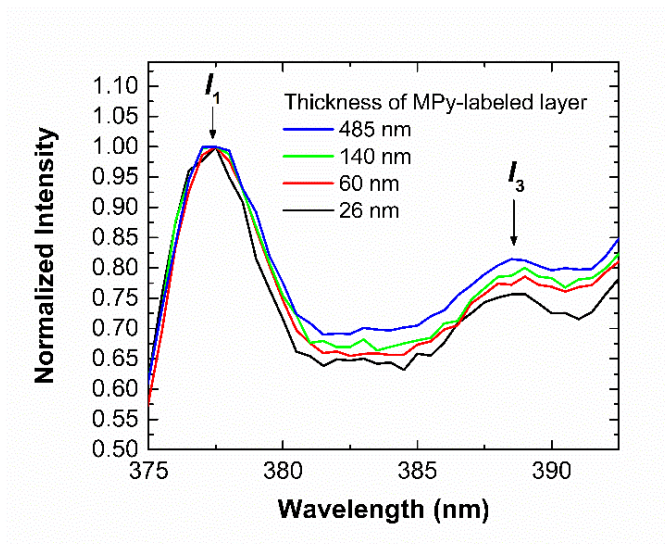 I1
Thickness of MPy-labeled layer
485 nm
140 nm
60 nm
26 nm
I3
1.10
1.05
1.00
0.95
0.90
0.85
0.80
0.75
0.70
0.65
0.60
0.55
0.50
Normalized Intensity
375 380 385 390
Wavelength (nm)